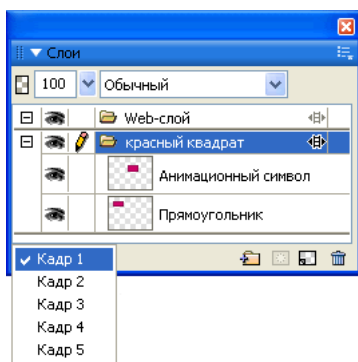 Слои
100 Обычный
Web-слой
красный квадрат
Анимационный символ
Прямоугольник
Кадр 1
Кадр 2
Кадр 3
Кадр 4
Кадр 5